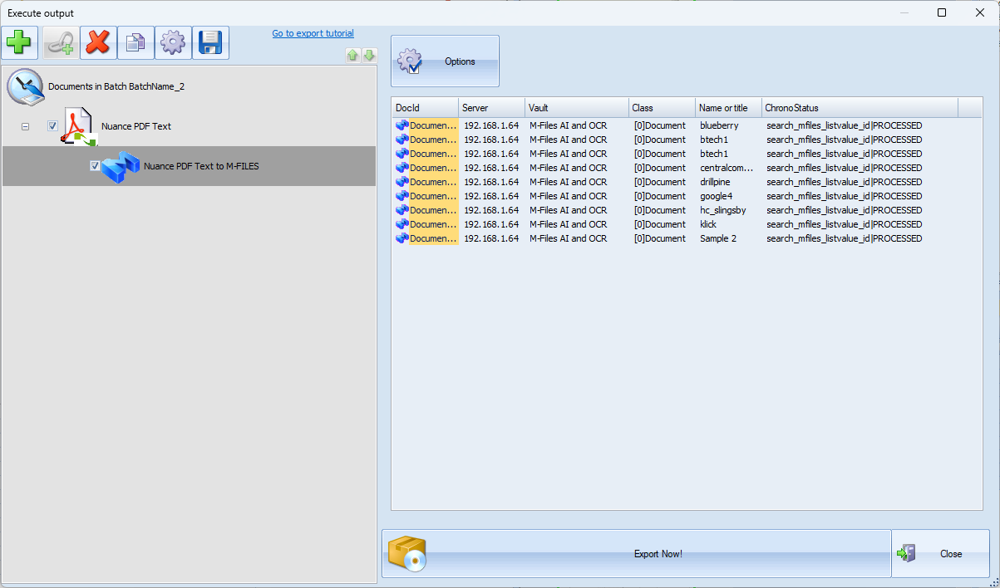 Execute output
Go to export tutorial
Documents in Batch BatchName_2
Nuance PDF Text
Nuance PDF Text to M-FILES
Options
DocId Server Vault Class Name or title ChronoStatus
Documen... 192.168.1.64 M-Files AI and OCR [0]Document blueberry search_mfiles_listvalue_id|PROCESSED
Documen... 192.168.1.64 M-Files AI and OCR [0]Document btech1 search_mfiles_listvalue_id|PROCESSED
Documen... 192.168.1.64 M-Files AI and OCR [0]Document btech1 search_mfiles_listvalue_id|PROCESSED
Documen... 192.168.1.64 M-Files AI and OCR [0]Document centralcom... search_mfiles_listvalue_id|PROCESSED
Documen... 192.168.1.64 M-Files AI and OCR [0]Document drillpine search_mfiles_listvalue_id|PROCESSED
Documen... 192.168.1.64 M-Files AI and OCR [0]Document google4 search_mfiles_listvalue_id|PROCESSED
Documen... 192.168.1.64 M-Files AI and OCR [0]Document hc_slingsby search_mfiles_listvalue_id|PROCESSED
Documen... 192.168.1.64 M-Files AI and OCR [0]Document klick search_mfiles_listvalue_id|PROCESSED
Documen... 192.168.1.64 M-Files AI and OCR [0]Document Sample 2 search_mfiles_listvalue_id|PROCESSED
Export Now!
Close